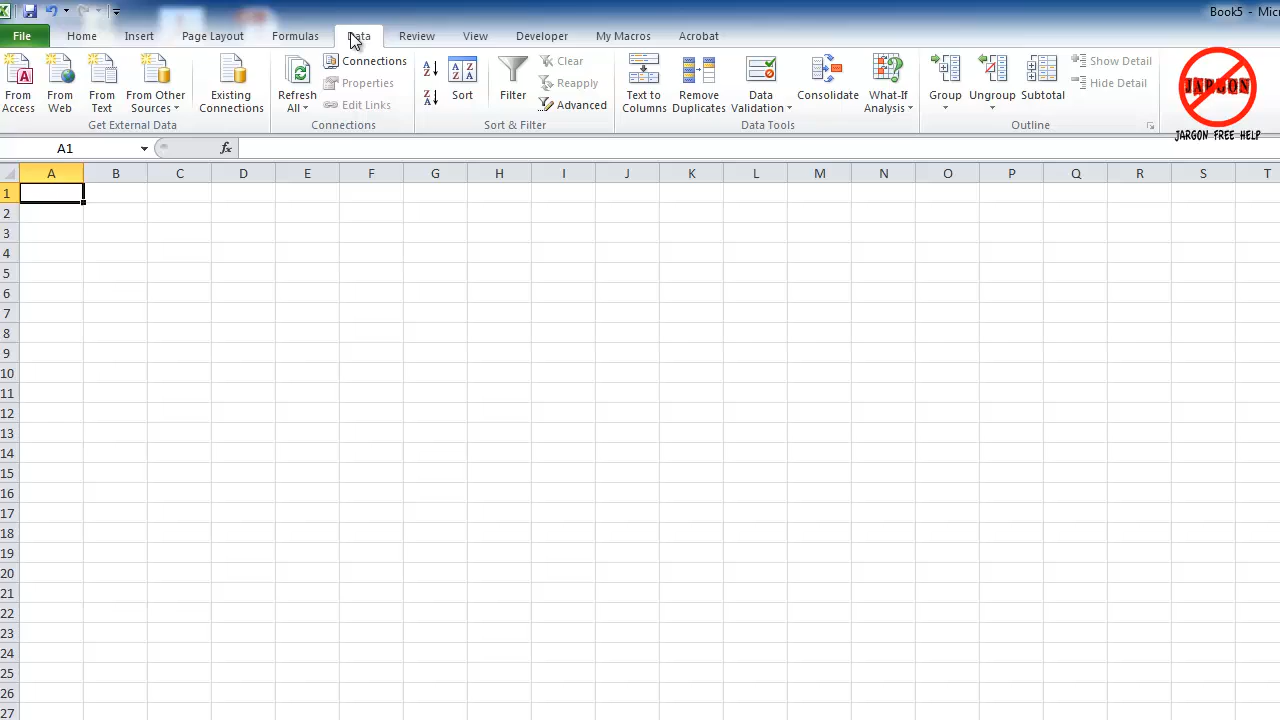 Book5 - Micr
File Home Insert Page Layout Formulas Data Review View Developer My Macros Acrobat
From Access
From Web
From Text
From Other Sources
Existing Connections
Get External Data
Refresh All
Connections
Properties
Edit Links
Connections
Sort
Filter
Clear
Reapply
Advanced
Sort & Filter
Text to Columns
Remove Duplicates
Data Validation
Consolidate
What-If Analysis
Data Tools
Group
Ungroup
Subtotal
Show Detail
Hide Detail
Outline
JARGON
JARGON FREE HELP
A1 fx
A B C D E F G H I J K L M N O P Q R S T
1
2
3
4
5
6
7
8
9
10
11
12
13
14
15
16
17
18
19
20
21
22
23
24
25
26
27